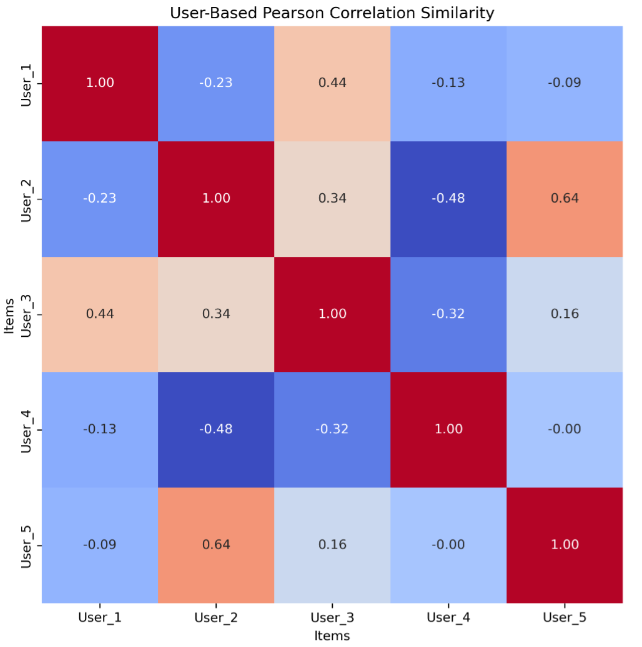 User-Based Pearson Correlation Similarity
User_1
1.00
-0.23
0.44
-0.13
-0.09
User_2
-0.23
1.00
0.34
-0.48
0.64
Items
User_3
0.44
0.34
1.00
-0.32
0.16
User_4
-0.13
-0.48
-0.32
1.00
-0.00
User_5
-0.09
0.64
0.16
-0.00
1.00
User_1
User_2
User_3
User_4
User_5
Items